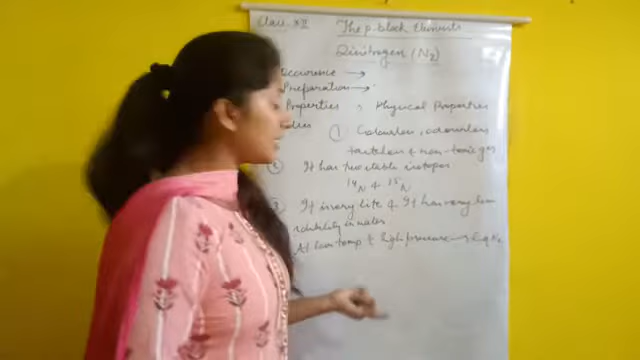 Class XII The p-block Elements
Dinitrogen (N2)
Occurrence →
Preparation →
Properties , Physical Properties
① Colourless, odourless
tasteless & non-toxic gas
② It has two stable isotopes
14N & 15N
③ It is very lite & It has very low
solubility in water
At low temp & high pressure → liq N2